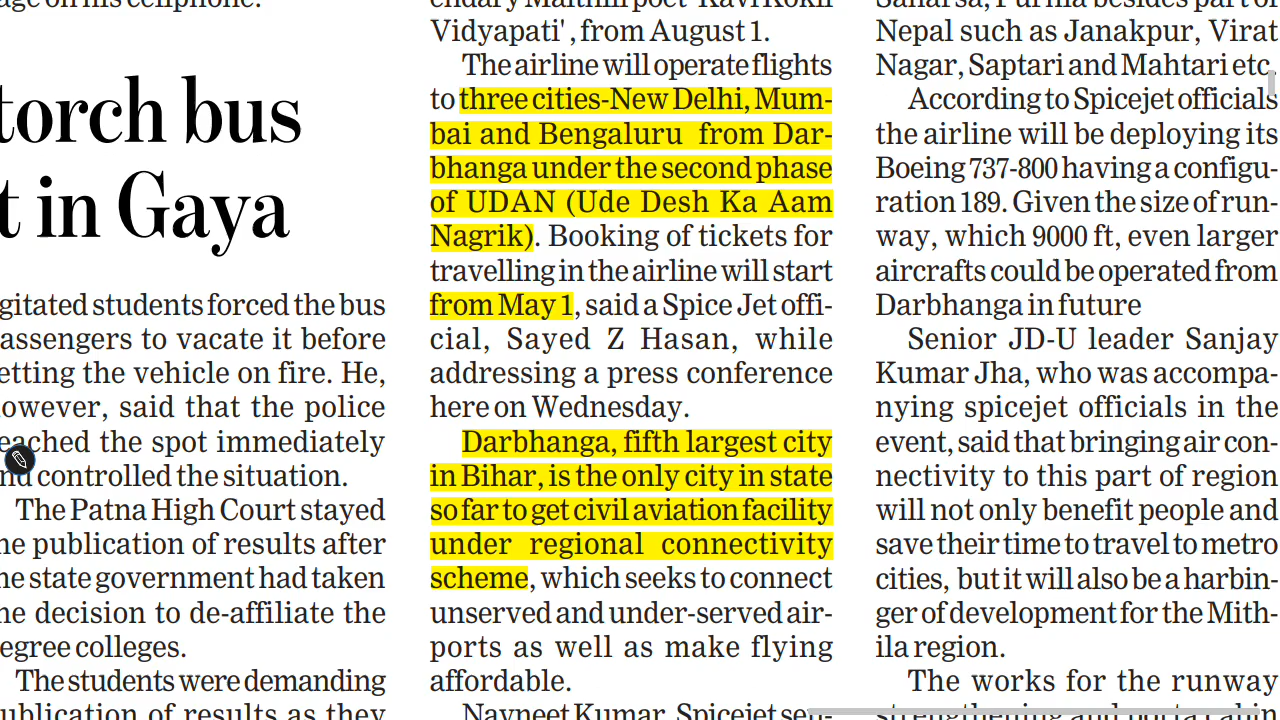 torch bus
t in Gaya
gitated students forced the bus
assengers to vacate it before
etting the vehicle on fire. He,
owever, said that the police
eached the spot immediately
nd controlled the situation.
The Patna High Court stayed
he publication of results after
he state government had taken
he decision to de-affiliate the
egree colleges.
The students were demanding
ublication of results as they
Vidyapati', from August 1.
The airline will operate flights
to three cities-New Delhi, Mum-
bai and Bengaluru from Dar-
bhanga under the second phase
of UDAN (Ude Desh Ka Aam
Nagrik). Booking of tickets for
travelling in the airline will start
from May 1, said a Spice Jet offi-
cial, Sayed Z Hasan, while
addressing a press conference
here on Wednesday.
Darbhanga, fifth largest city
in Bihar, is the only city in state
so far to get civil aviation facility
under regional connectivity
scheme, which seeks to connect
unserved and under-served air-
ports as well as make flying
affordable.
Navneet Kumar, Spicejet sen-
Nepal such as Janakpur, Virat
Nagar, Saptari and Mahtari etc.
According to Spicejet officials
the airline will be deploying its
Boeing 737-800 having a configu-
ration 189. Given the size of run-
way, which 9000 ft, even larger
aircrafts could be operated from
Darbhanga in future
Senior JD-U leader Sanjay
Kumar Jha, who was accompa-
nying spicejet officials in the
event, said that bringing air con-
nectivity to this part of region
will not only benefit people and
save their time to travel to metro
cities, but it will also be a harbin-
ger of development for the Mith-
ila region.
The works for the runway